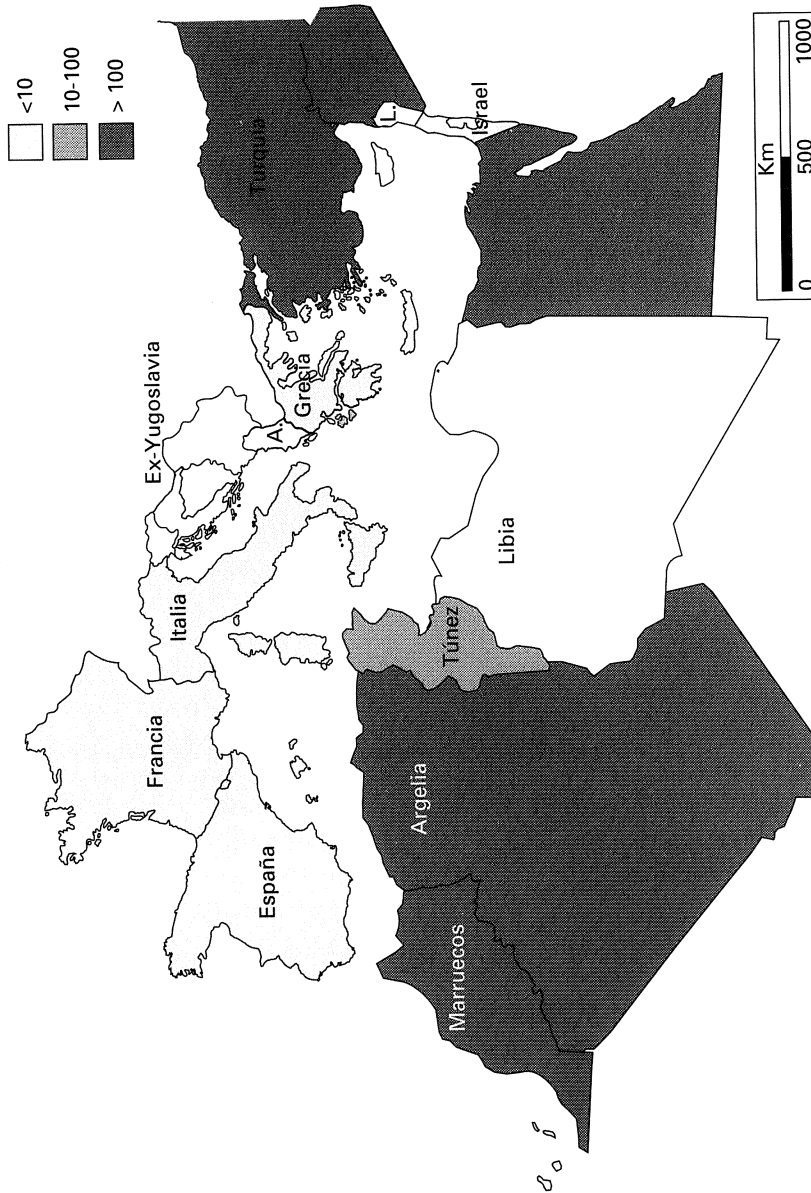 <10
10-100
> 100
Ex-Yugoslavia
Francia
Italia
España
A.
Grecia
Turquía
L.
Israel
Argelia
Túnez
Libia
Marruecos
Km
0
500
1000